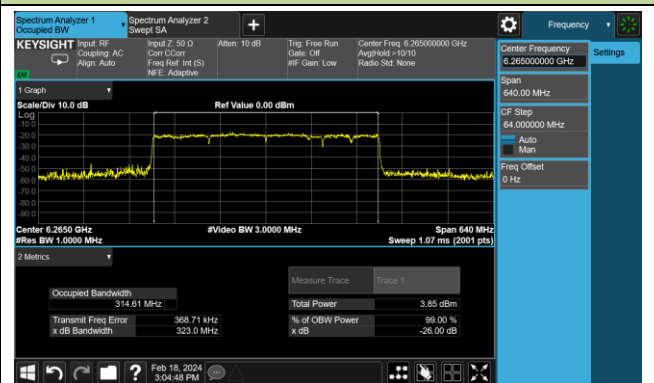 Spectrum Analyzer 1
Occupied BW
Spectrum Analyzer 2
Swept SA
Frequency
KEYSIGHT
Input: RF
Coupling: AC
Align: Auto
Input Z: 50 Ω
Corr CCorr
Freq Ref: Int (S)
NFE: Adaptive
Atten: 10 dB
Trig: Free Run
Gate: Off
#IF Gain: Low
Center Freq: 6.265000000 GHz
Avg|Hold:>10/10
Radio Std: None
Center Frequency
6.265000000 GHz
Settings
Span
640.00 MHz
CF Step
64.000000 MHz
Auto
Man
Freq Offset
0 Hz
1 Graph
Scale/Div 10.0 dB
Ref Value 0.00 dBm
Log
-10.0
-20.0
-30.0
-40.0
-50.0
-60.0
-70.0
-80.0
-90.0
Center 6.2650 GHz
#Video BW 3.0000 MHz
Span 640 MHz
#Res BW 1.0000 MHz
Sweep 1.07 ms (2001 pts)
2 Metrics
Measure Trace
Trace 1
Occupied Bandwidth
314.61 MHz
Total Power
3.85 dBm
Transmit Freq Error
368.71 kHz
% of OBW Power
99.00 %
x dB Bandwidth
323.0 MHz
x dB
-26.00 dB
Feb 18, 2024
3:04:48 PM